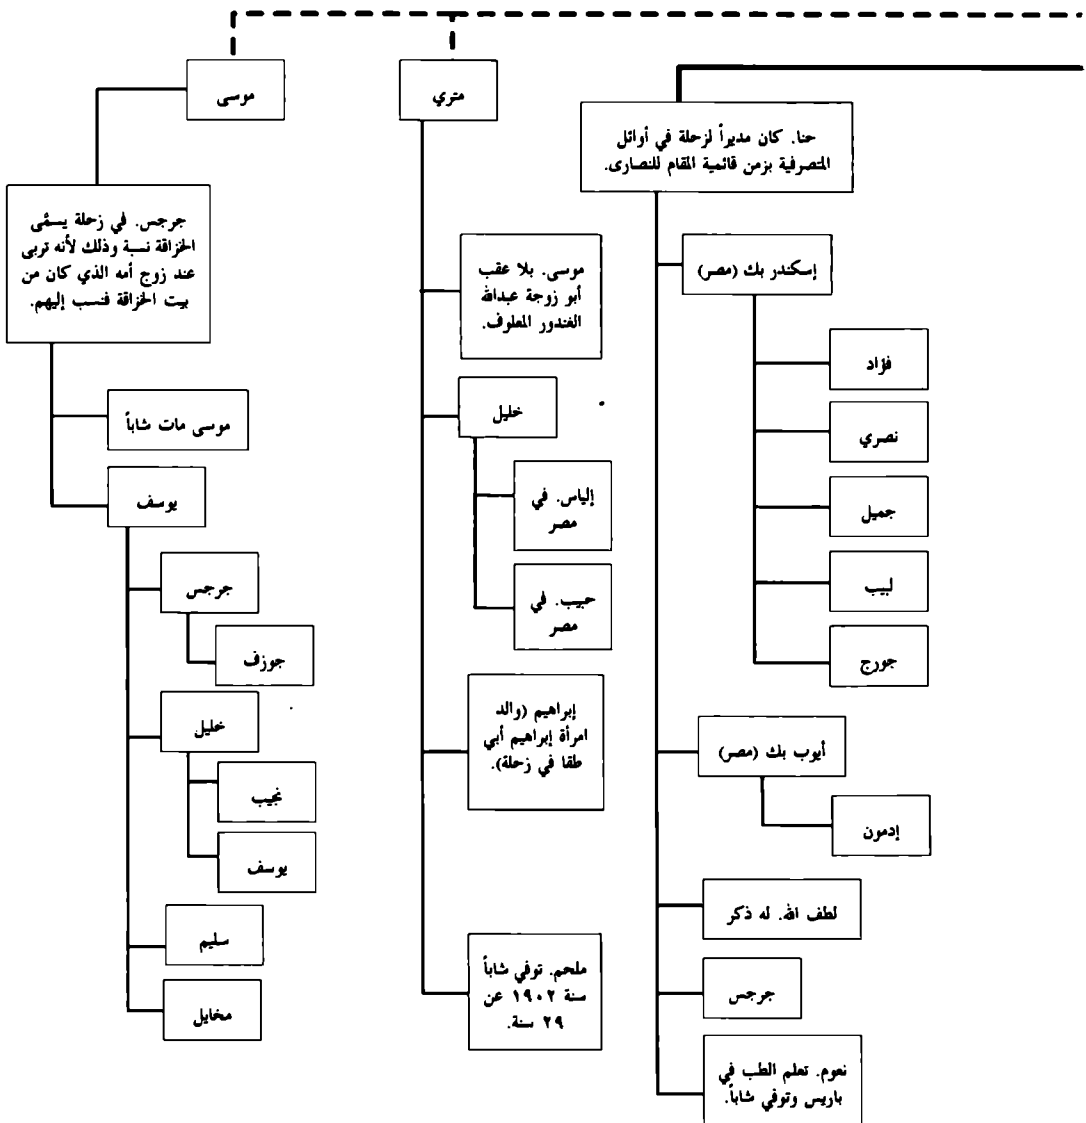 حنا. كان مديراً لزحلة في أوائل
المتصرفية بزمن قائمية المقام للنصارى.
إسكندر بك (مصر)
فؤاد
نصري
جميل
لبيب
جورج
أيوب بك (مصر)
إدمون
لطف الله. له ذكر
جرجس
نعوم. تعلم الطب في
باريس وتوفي شاباً.
متري
موسى. بلا عقب
أبو زوجة عبدالله
الغندور المعلوف.
خليل
إلياس. في
مصر
حبيب. في
مصر
إبراهيم (والد
امرأة إبراهيم أبي
طقا في زحلة).
ملحم. توفي شاباً
سنة ١٩٠٢ عن
٢٩ سنة.
موسى
جرجس. في زحلة يسمّى
الخزاقة نسبة وذلك لأنه تربى
عند زوج أمه الذي كان من
بيت الخزاقة فنسب إليهم.
موسى مات شاباً
يوسف
جرجس
جوزف
خليل
نجيب
يوسف
سليم
مخايل